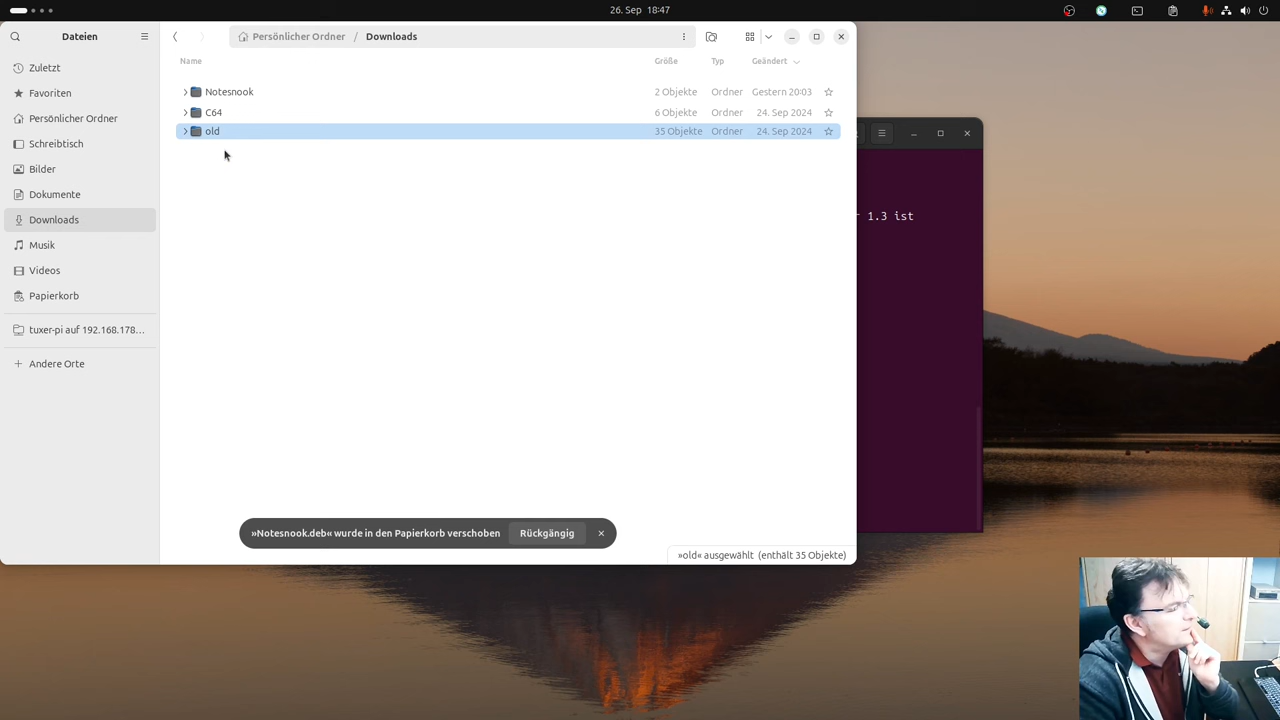 26. Sep 18:47
Dateien
Persönlicher Ordner / Downloads
Name Größe Typ Geändert
Zuletzt
Favoriten
Persönlicher Ordner
Schreibtisch
Bilder
Dokumente
Downloads
Musik
Videos
Papierkorb
tuxer-pi auf 192.168.178...
+ Andere Orte
Notesnook 2 Objekte Ordner Gestern 20:03
C64 6 Objekte Ordner 24. Sep 2024
old 35 Objekte Ordner 24. Sep 2024
1.3 ist
»Notesnook.deb« wurde in den Papierkorb verschoben Rückgängig
»old« ausgewählt (enthält 35 Objekte)